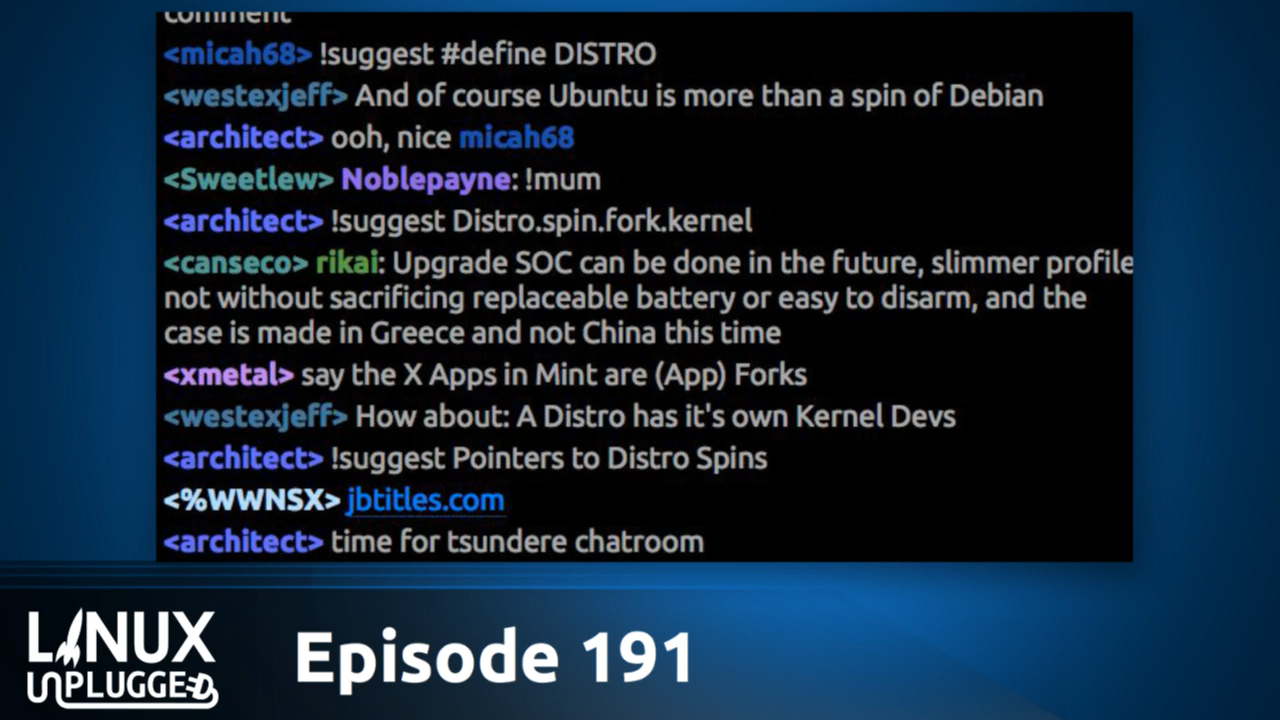 comment
<micah68> !suggest #define DISTRO
<westexjeff> And of course Ubuntu is more than a spin of Debian
<architect> ooh, nice micah68
<Sweetlew> Noblepayne: !mum
<architect> !suggest Distro.spin.fork.kernel
<canseco> rikai: Upgrade SOC can be done in the future, slimmer profile
not without sacrificing replaceable battery or easy to disarm, and the
case is made in Greece and not China this time
<xmetal> say the X Apps in Mint are (App) Forks
<westexjeff> How about: A Distro has it's own Kernel Devs
<architect> !suggest Pointers to Distro Spins
<%WWNSX> jbtitles.com
<architect> time for tsundere chatroom
LINUX
UNPLUGGED
Episode 191